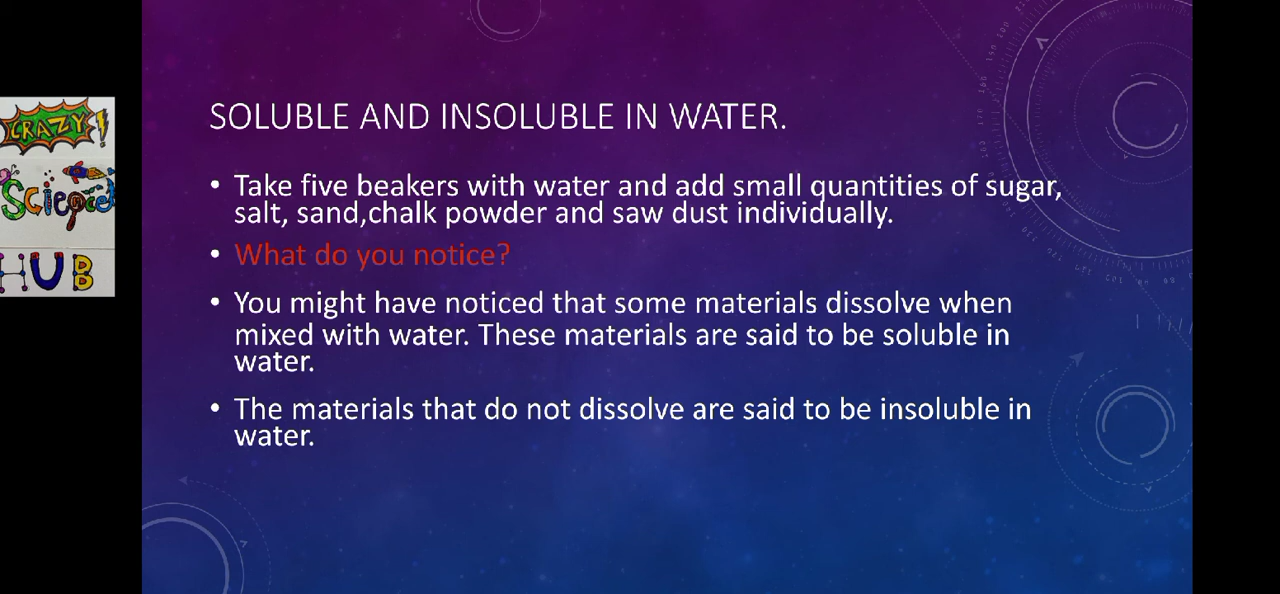 CRAZY!
Science
HUB
SOLUBLE AND INSOLUBLE IN WATER.
• Take five beakers with water and add small quantities of sugar,
salt, sand,chalk powder and saw dust individually.
• What do you notice?
• You might have noticed that some materials dissolve when
mixed with water. These materials are said to be soluble in
water.
• The materials that do not dissolve are said to be insoluble in
water.